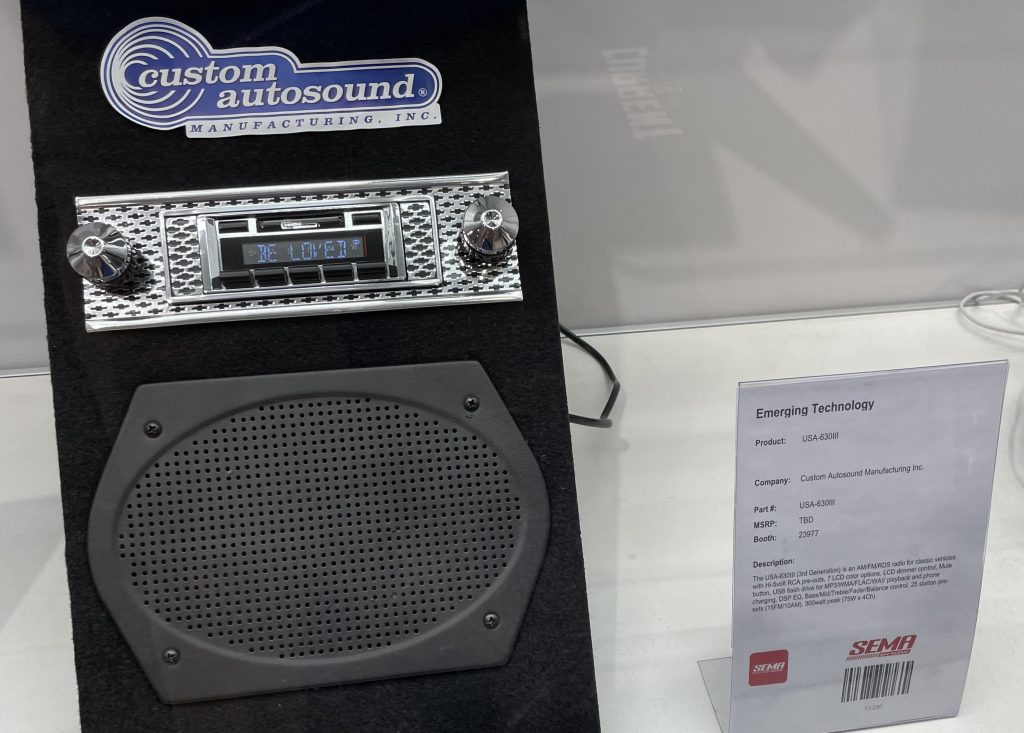 custom
autosound®
MANUFACTURING, INC.
BE LOVED
Emerging Technology
Product: USA-630III
Company: Custom Autosound Manufacturing Inc.
Part #: USA-630III
MSRP: TBD
Booth: 23977
Description:
The USA-630III (3rd Generation) is an AM/FM/RDS radio for classic vehicles
with Hi-5volt RCA pre-outs, 7 LCD color options, LCD dimmer control, Mute
button, USB flash drive for MP3/WMA/FLAC/WAV playback and phone
charging, DSP EQ, Bass/Mid/Treble/Fader/Balance control, 25 station pre-
sets (15FM/10AM), 300watt peak (75W x 4Ch).
SEMA
SEMA
71230